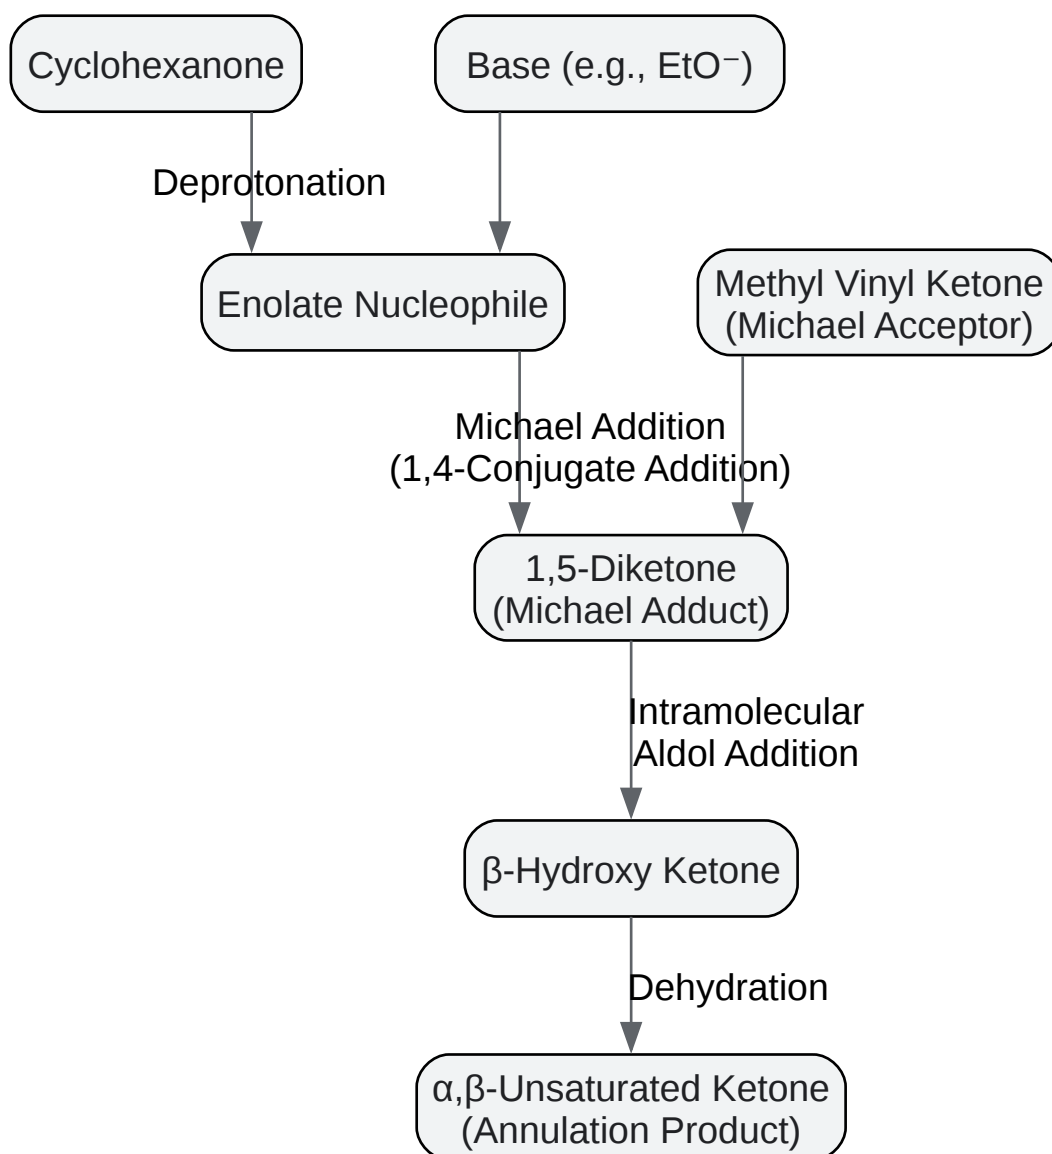 Cyclohexanone
Base (e.g., EtO⁻)
Deprotonation
Enolate Nucleophile
Methyl Vinyl Ketone
(Michael Acceptor)
Michael Addition
(1,4-Conjugate Addition)
1,5-Diketone
(Michael Adduct)
Intramolecular
Aldol Addition
β-Hydroxy Ketone
Dehydration
α,β-Unsaturated Ketone
(Annulation Product)